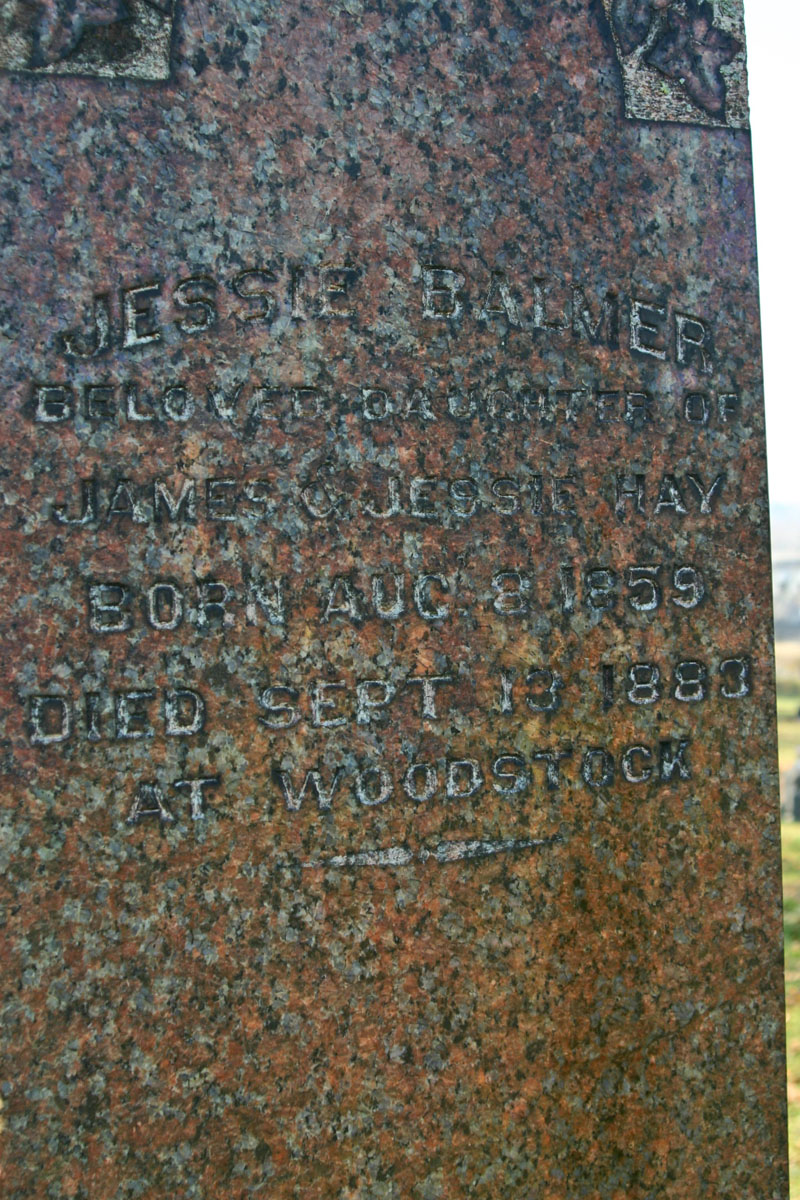 JESSIE BALMER
BELOVED DAUGHTER OF
JAMES & JESSIE HAY
BORN AUG. 8. 1859
DIED SEPT. 13. 1883
AT WOODSTOCK